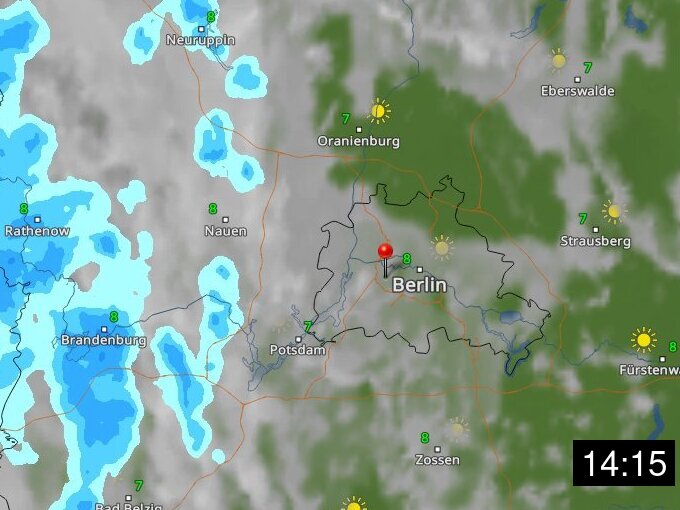 8
Neuruppin
7
Eberswalde
7
Oranienburg
8
Rathenow
8
Nauen
7
Strausberg
8
Berlin
8
Brandenburg
7
Potsdam
8
Fürstenwa
8
Zossen
14:15
7
Bad Belzig